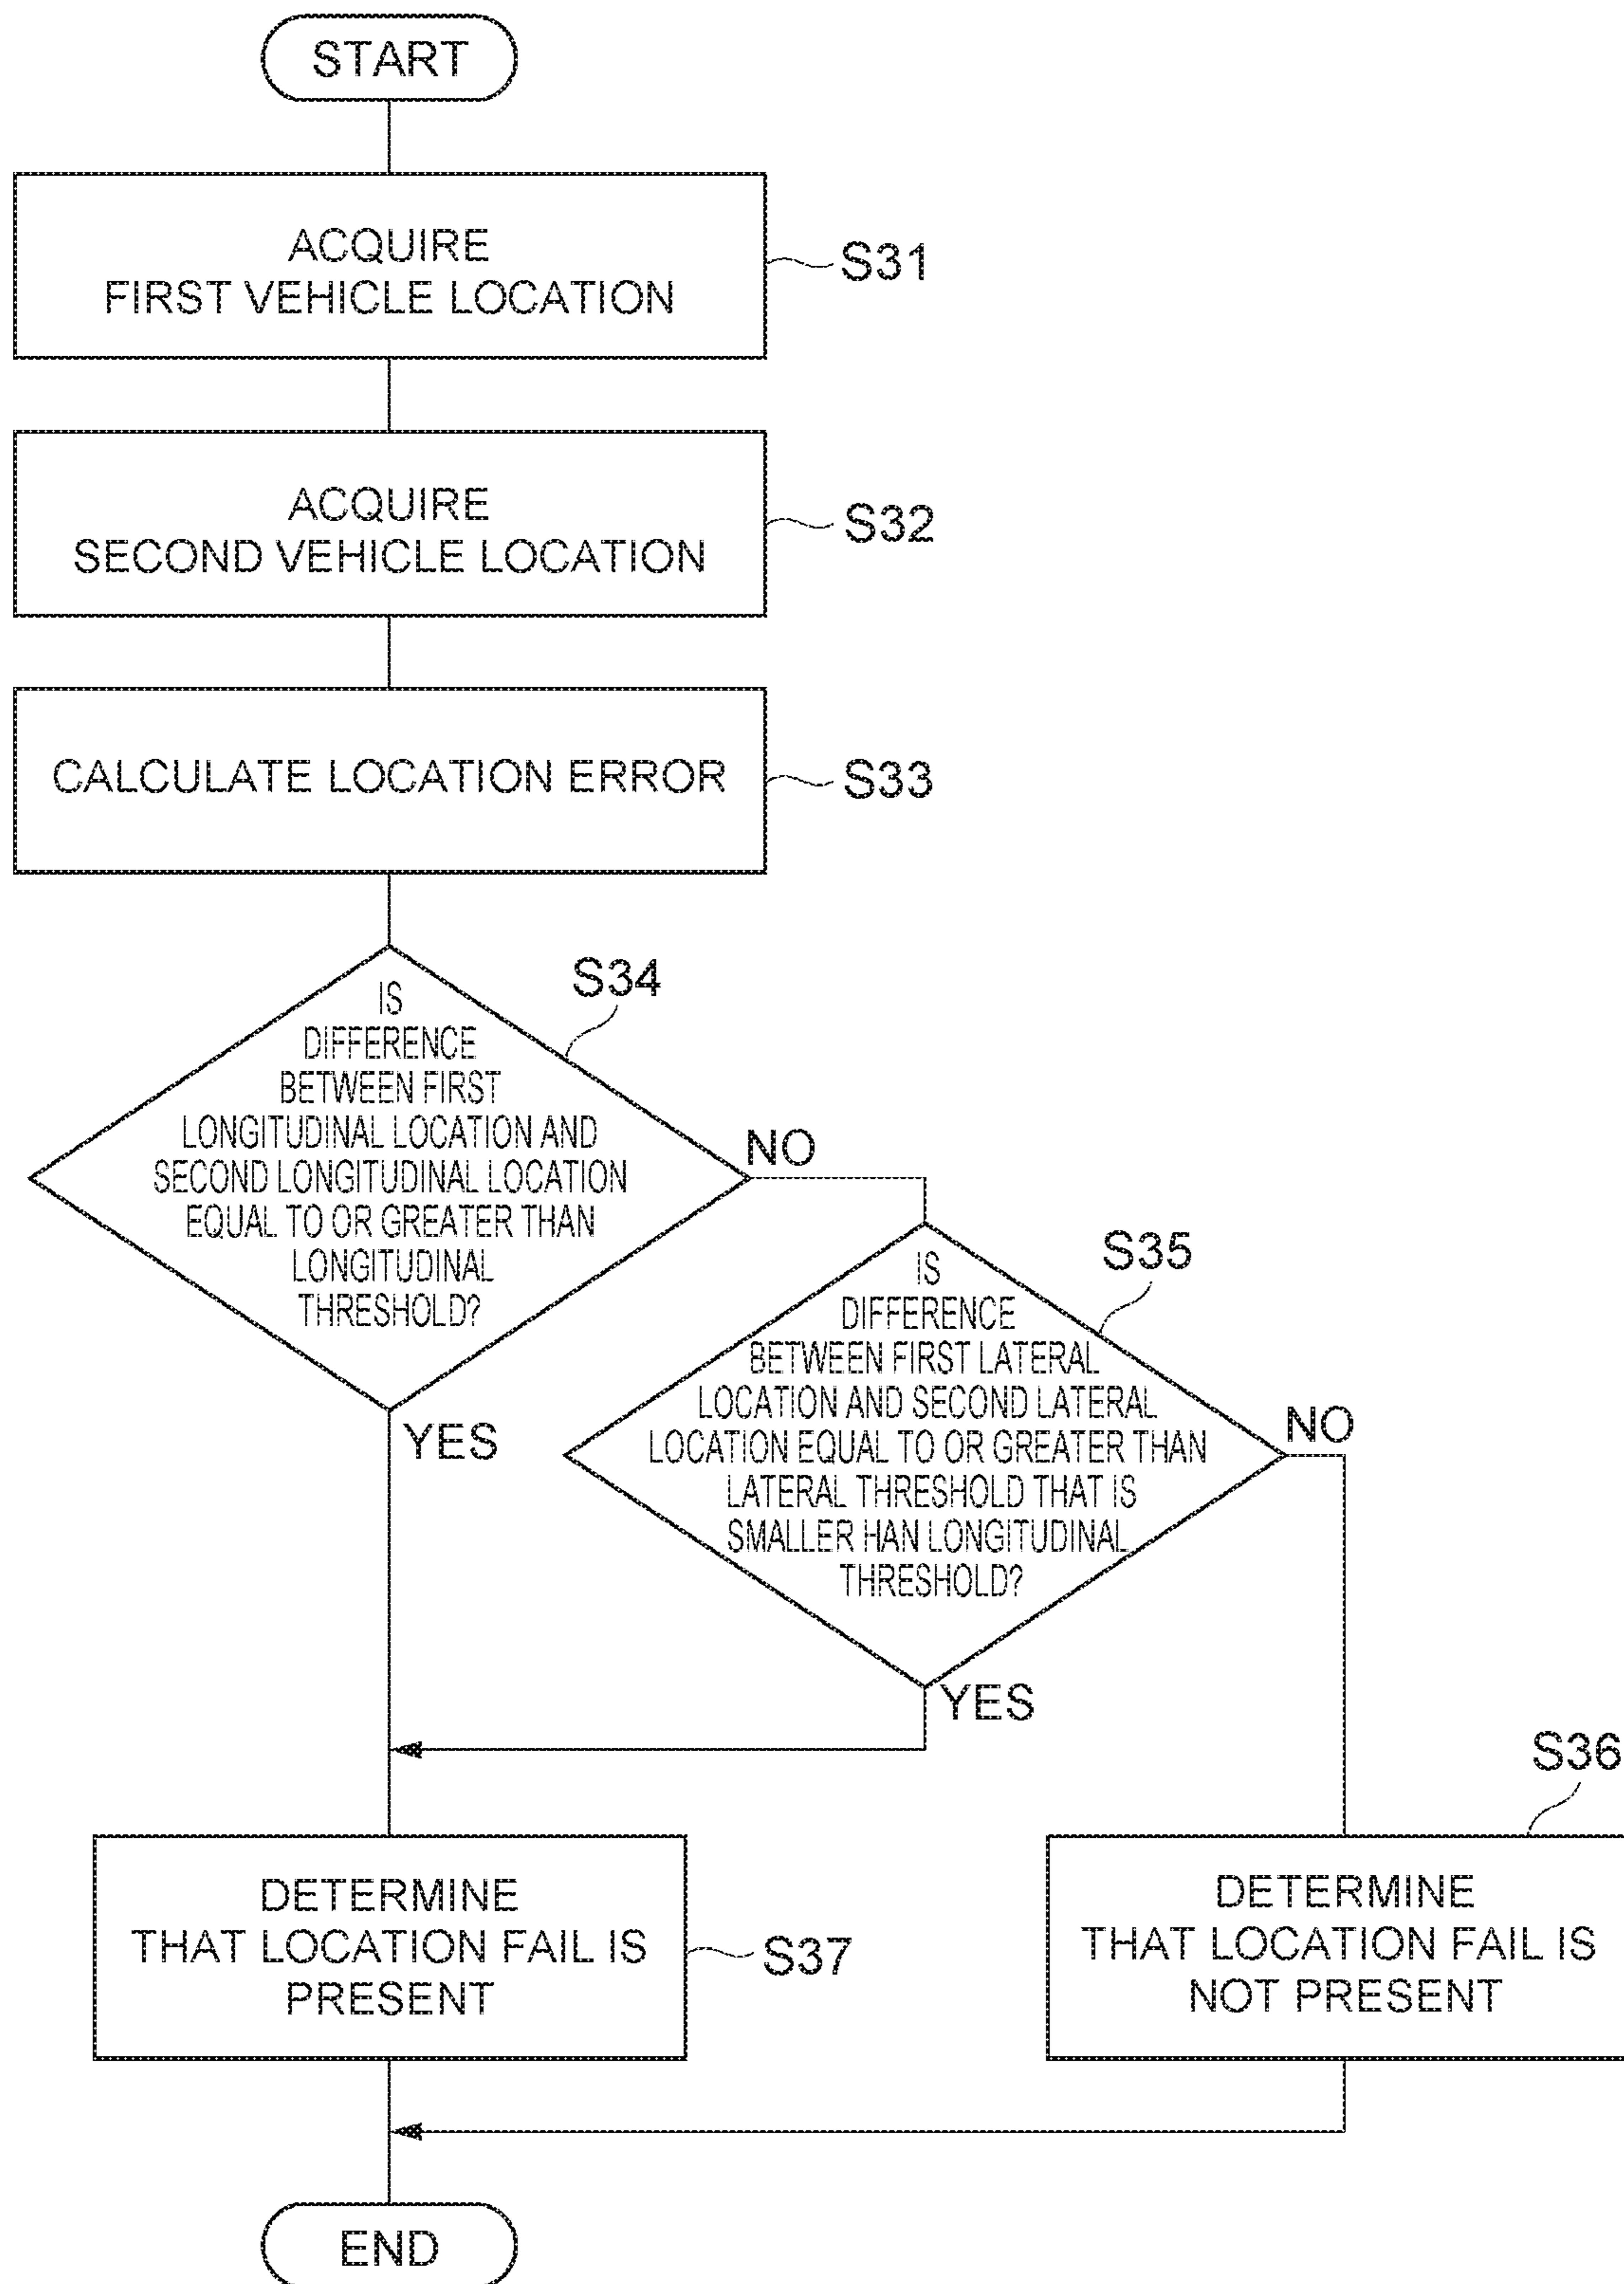 START
ACQUIRE
FIRST VEHICLE LOCATION
S31
ACQUIRE
SECOND VEHICLE LOCATION
S32
CALCULATE LOCATION ERROR
S33
S34
IS
DIFFERENCE
BETWEEN FIRST
LONGITUDINAL LOCATION AND
SECOND LONGITUDINAL LOCATION
EQUAL TO OR GREATER THAN
LONGITUDINAL
THRESHOLD?
NO
YES
S35
IS
DIFFERENCE
BETWEEN FIRST LATERAL
LOCATION AND SECOND LATERAL
LOCATION EQUAL TO OR GREATER THAN
LATERAL THRESHOLD THAT IS
SMALLER HAN LONGITUDINAL
THRESHOLD?
NO
YES
S36
DETERMINE
THAT LOCATION FAIL IS
PRESENT
S37
DETERMINE
THAT LOCATION FAIL IS
NOT PRESENT
END